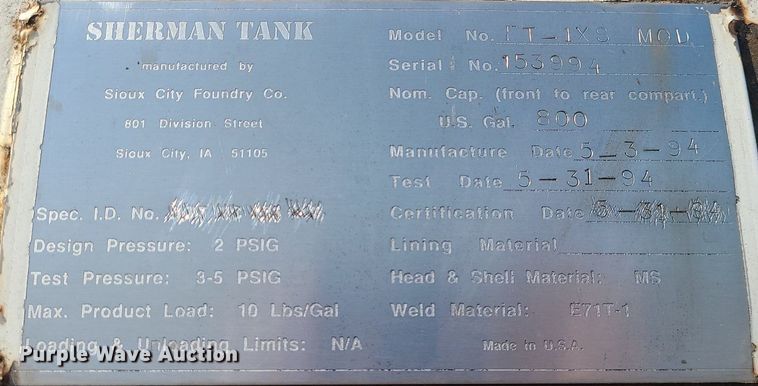 SHERMAN TANK
manufactured by
Sioux City Foundry Co.
801 Division Street
Sioux City, IA 51105
Spec. I.D. No.
Design Pressure: 2 PSIG
Test Pressure: 3-5 PSIG
Max. Product Load: 10 Lbs/Gal
Loading & Unloading Limits: N/A
Model No. MOD
Serial No. 153994
Nom. Cap. (front to rear compart.)
U.S. Gal. 800
Manufacture Date 5-3-94
Test Date 5-31-94
Certification Date 5-31-94
Lining Material
Head & Shell Material: MS
Weld Material: E71T-1
Made in U.S.A.
Purple Wave Auction